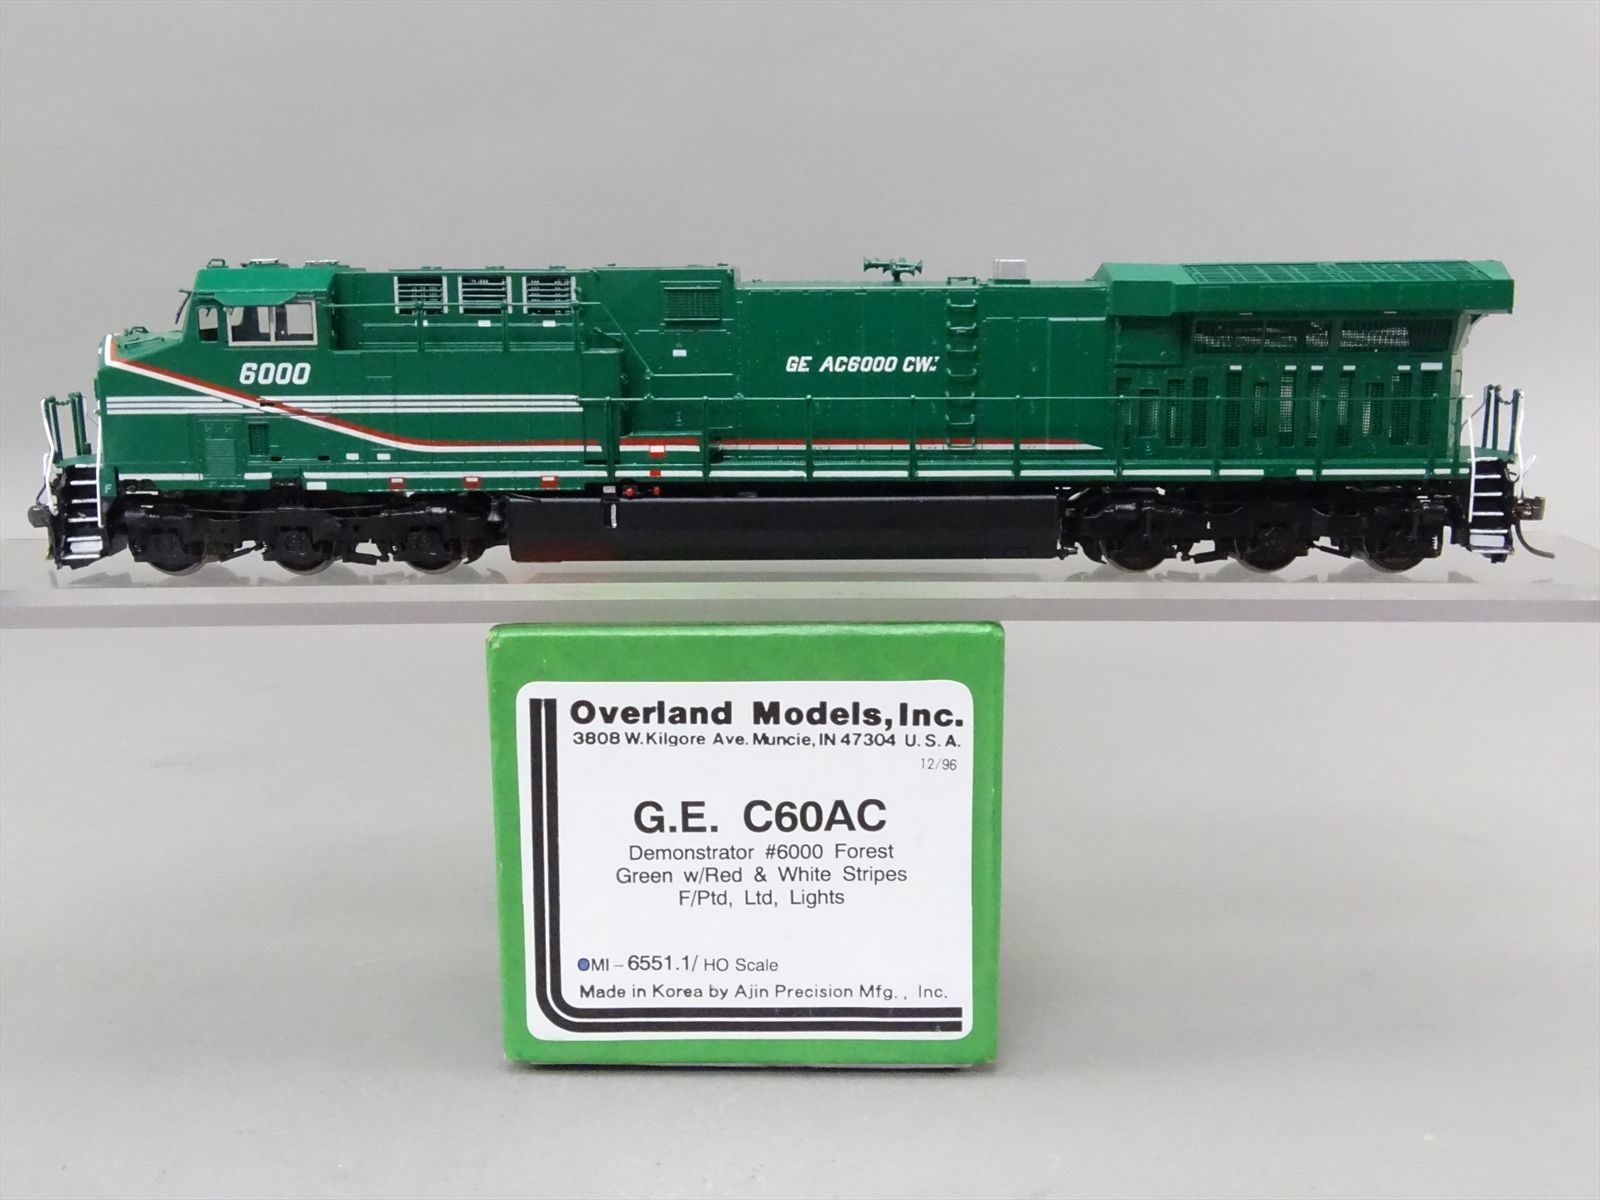 6000
GE AC6000 CW
F
Overland Models, Inc.
3808 W. Kilgore Ave. Muncie, IN 47304 U.S.A.
12/96
G.E. C60AC
Demonstrator #6000 Forest
Green w/Red & White Stripes
F/Ptd, Ltd, Lights
OMI-6551.1/ HO Scale
Made in Korea by Ajin Precision Mfg., Inc.